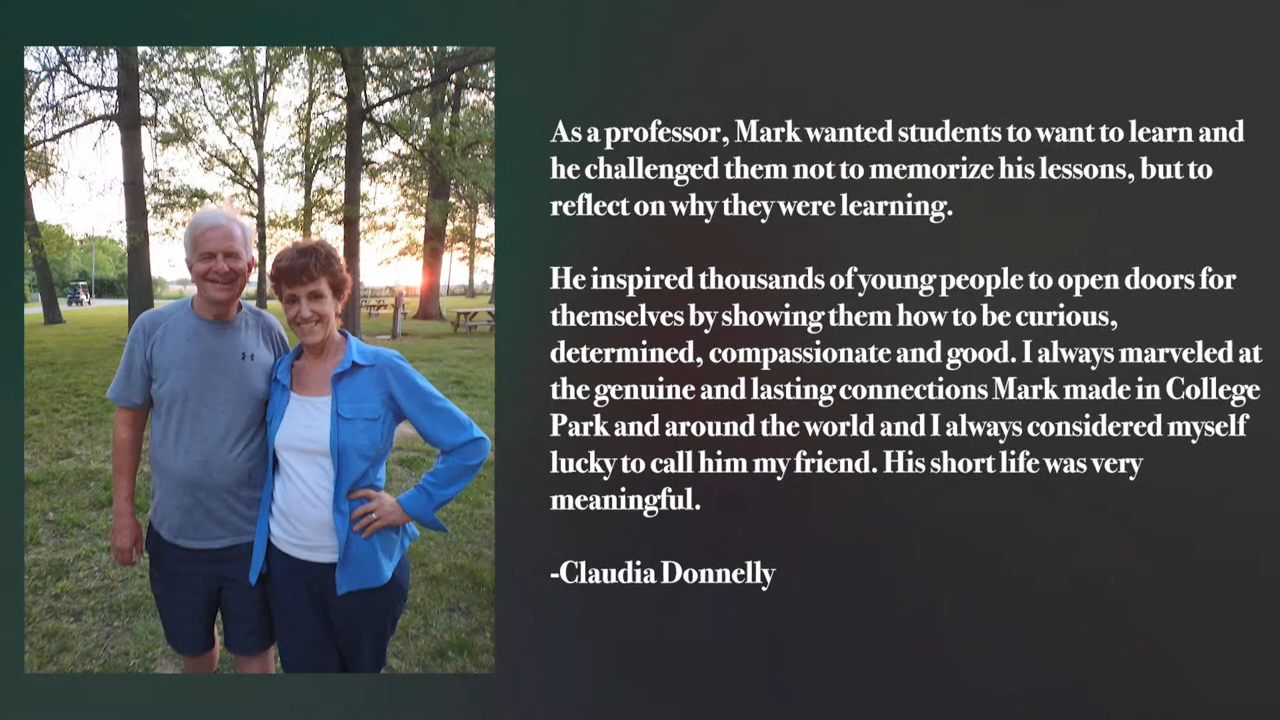 As a professor, Mark wanted students to want to learn and
he challenged them not to memorize his lessons, but to
reflect on why they were learning.
He inspired thousands of young people to open doors for
themselves by showing them how to be curious,
determined, compassionate and good. I always marveled at
the genuine and lasting connections Mark made in College
Park and around the world and I always considered myself
lucky to call him my friend. His short life was very
meaningful.
-Claudia Donnelly